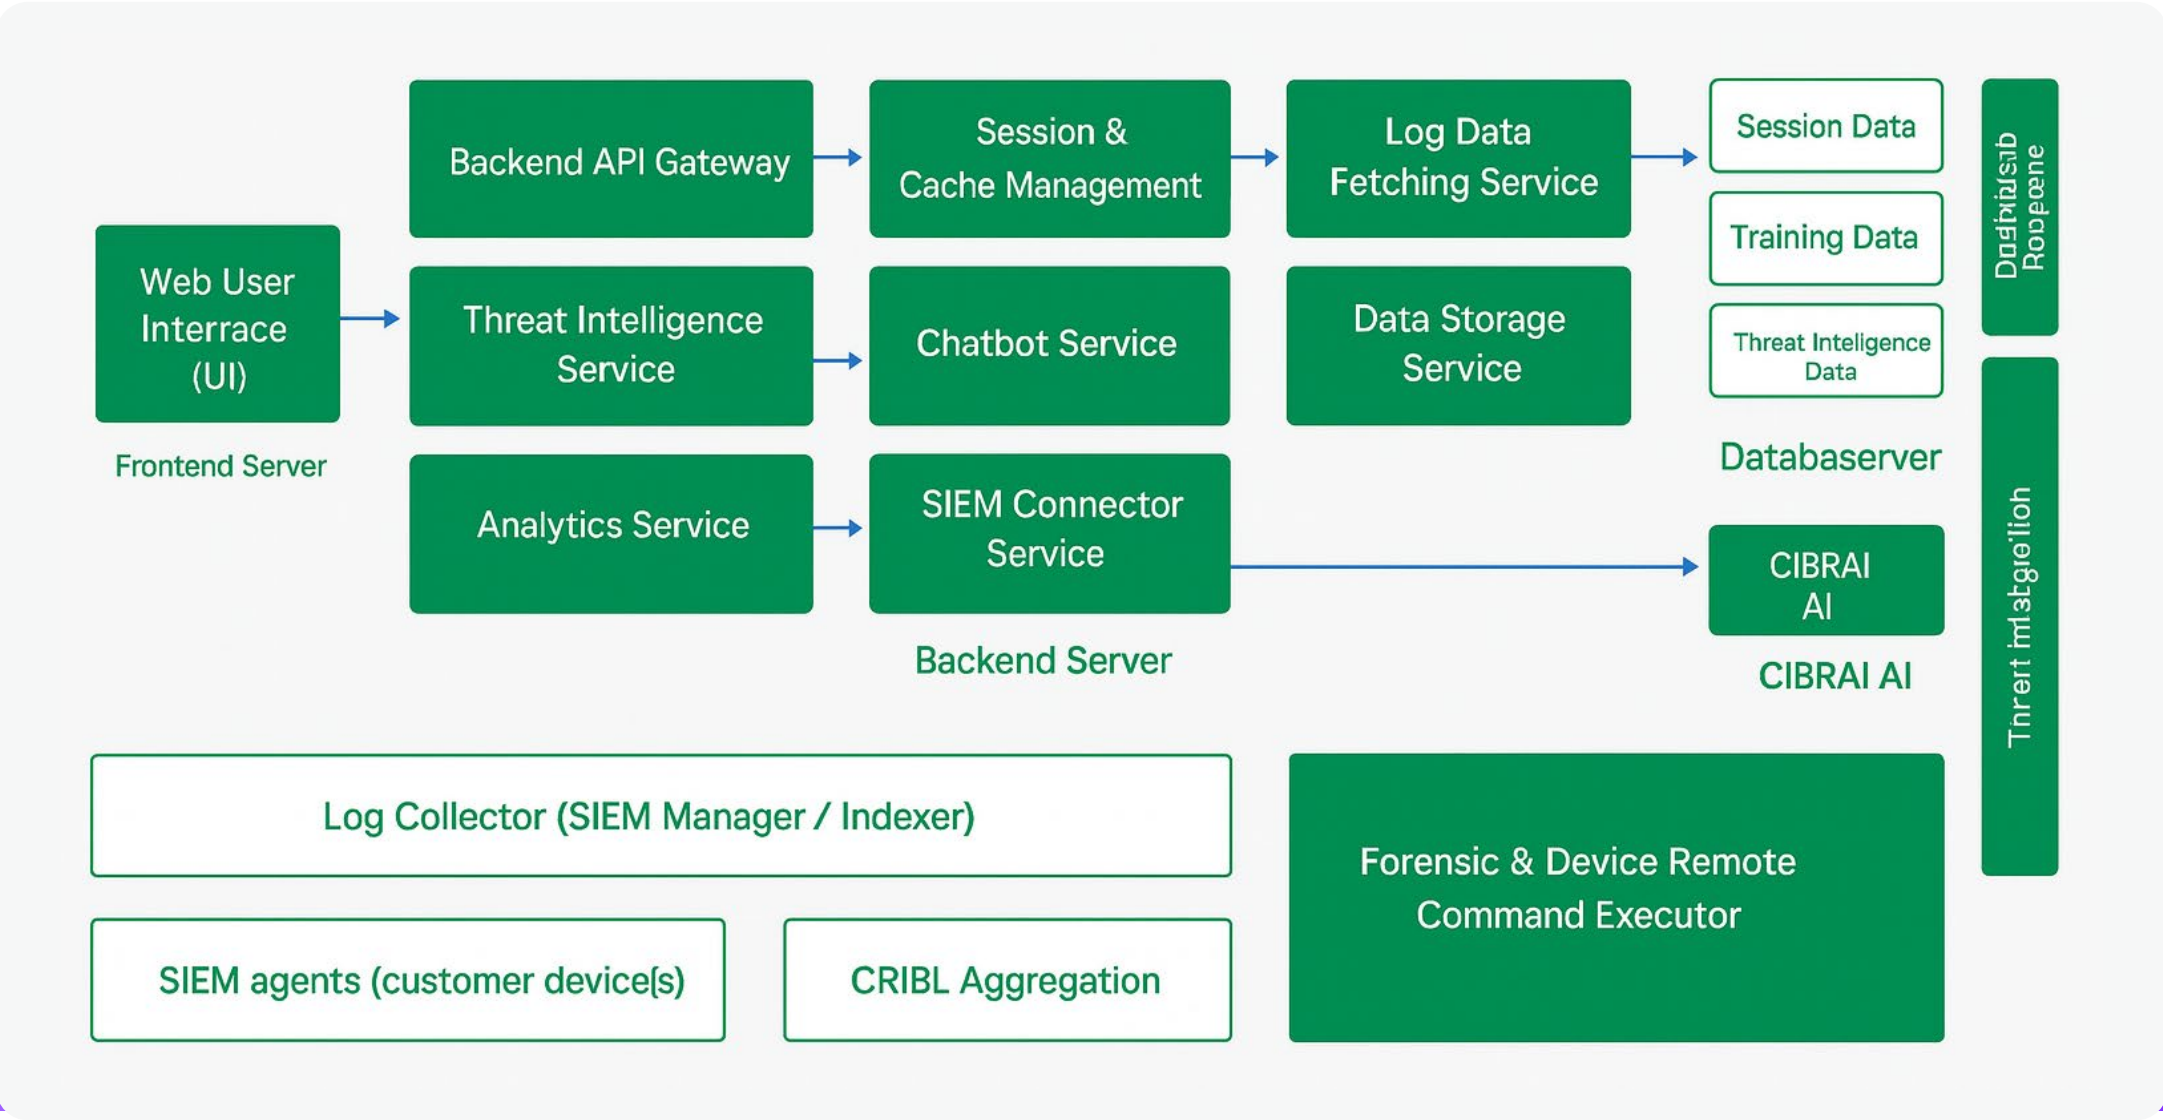 Backend API Gateway
Session &
Cache Management
Log Data
Fetching Service
Session Data
Training Data
Threat Inteligence
Data
Databaserver
Web User
Interrace
(UI)
Frontend Server
Threat Intelligence
Service
Chatbot Service
Data Storage
Service
Analytics Service
SIEM Connector
Service
Backend Server
CIBRAI
AI
CIBRAI AI
Log Collector (SIEM Manager / Indexer)
SIEM agents (customer device(s)
CRIBL Aggregation
Forensic & Device Remote
Command Executor